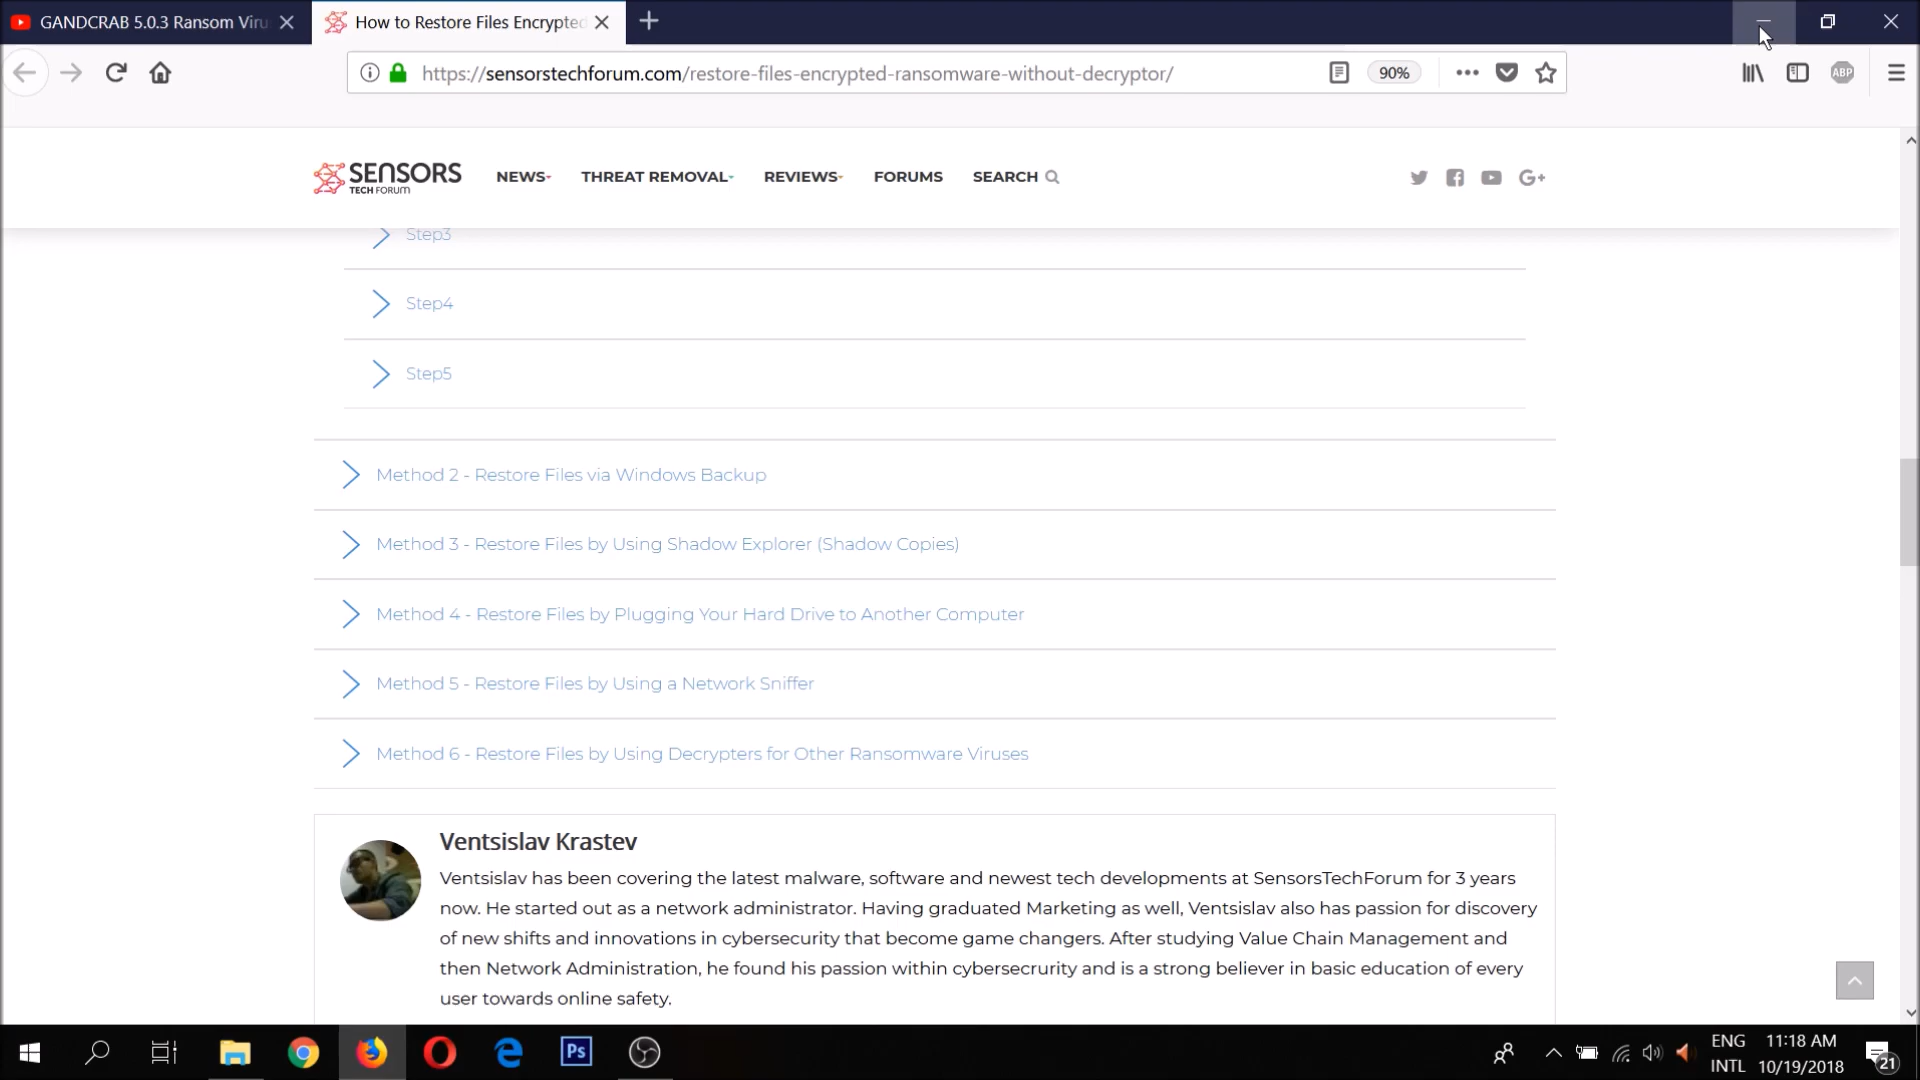 GANDCRAB 5.0.3 Ransom Viru
How to Restore Files Encrypted
https://sensorstechforum.com/restore-files-encrypted-ransomware-without-decryptor/
90%
ABP
SENSORS
TECH FORUM
NEWS
THREAT REMOVAL
REVIEWS
FORUMS
SEARCH
G+
Step3
Step4
Step5
Method 2 - Restore Files via Windows Backup
Method 3 - Restore Files by Using Shadow Explorer (Shadow Copies)
Method 4 - Restore Files by Plugging Your Hard Drive to Another Computer
Method 5 - Restore Files by Using a Network Sniffer
Method 6 - Restore Files by Using Decrypters for Other Ransomware Viruses
Ventsislav Krastev
Ventsislav has been covering the latest malware, software and newest tech developments at SensorsTechForum for 3 years
now. He started out as a network administrator. Having graduated Marketing as well, Ventsislav also has passion for discovery
of new shifts and innovations in cybersecurity that become game changers. After studying Value Chain Management and
then Network Administration, he found his passion within cybersecrurity and is a strong believer in basic education of every
user towards online safety.
Ps
ENG
INTL
11:18 AM
10/19/2018
21